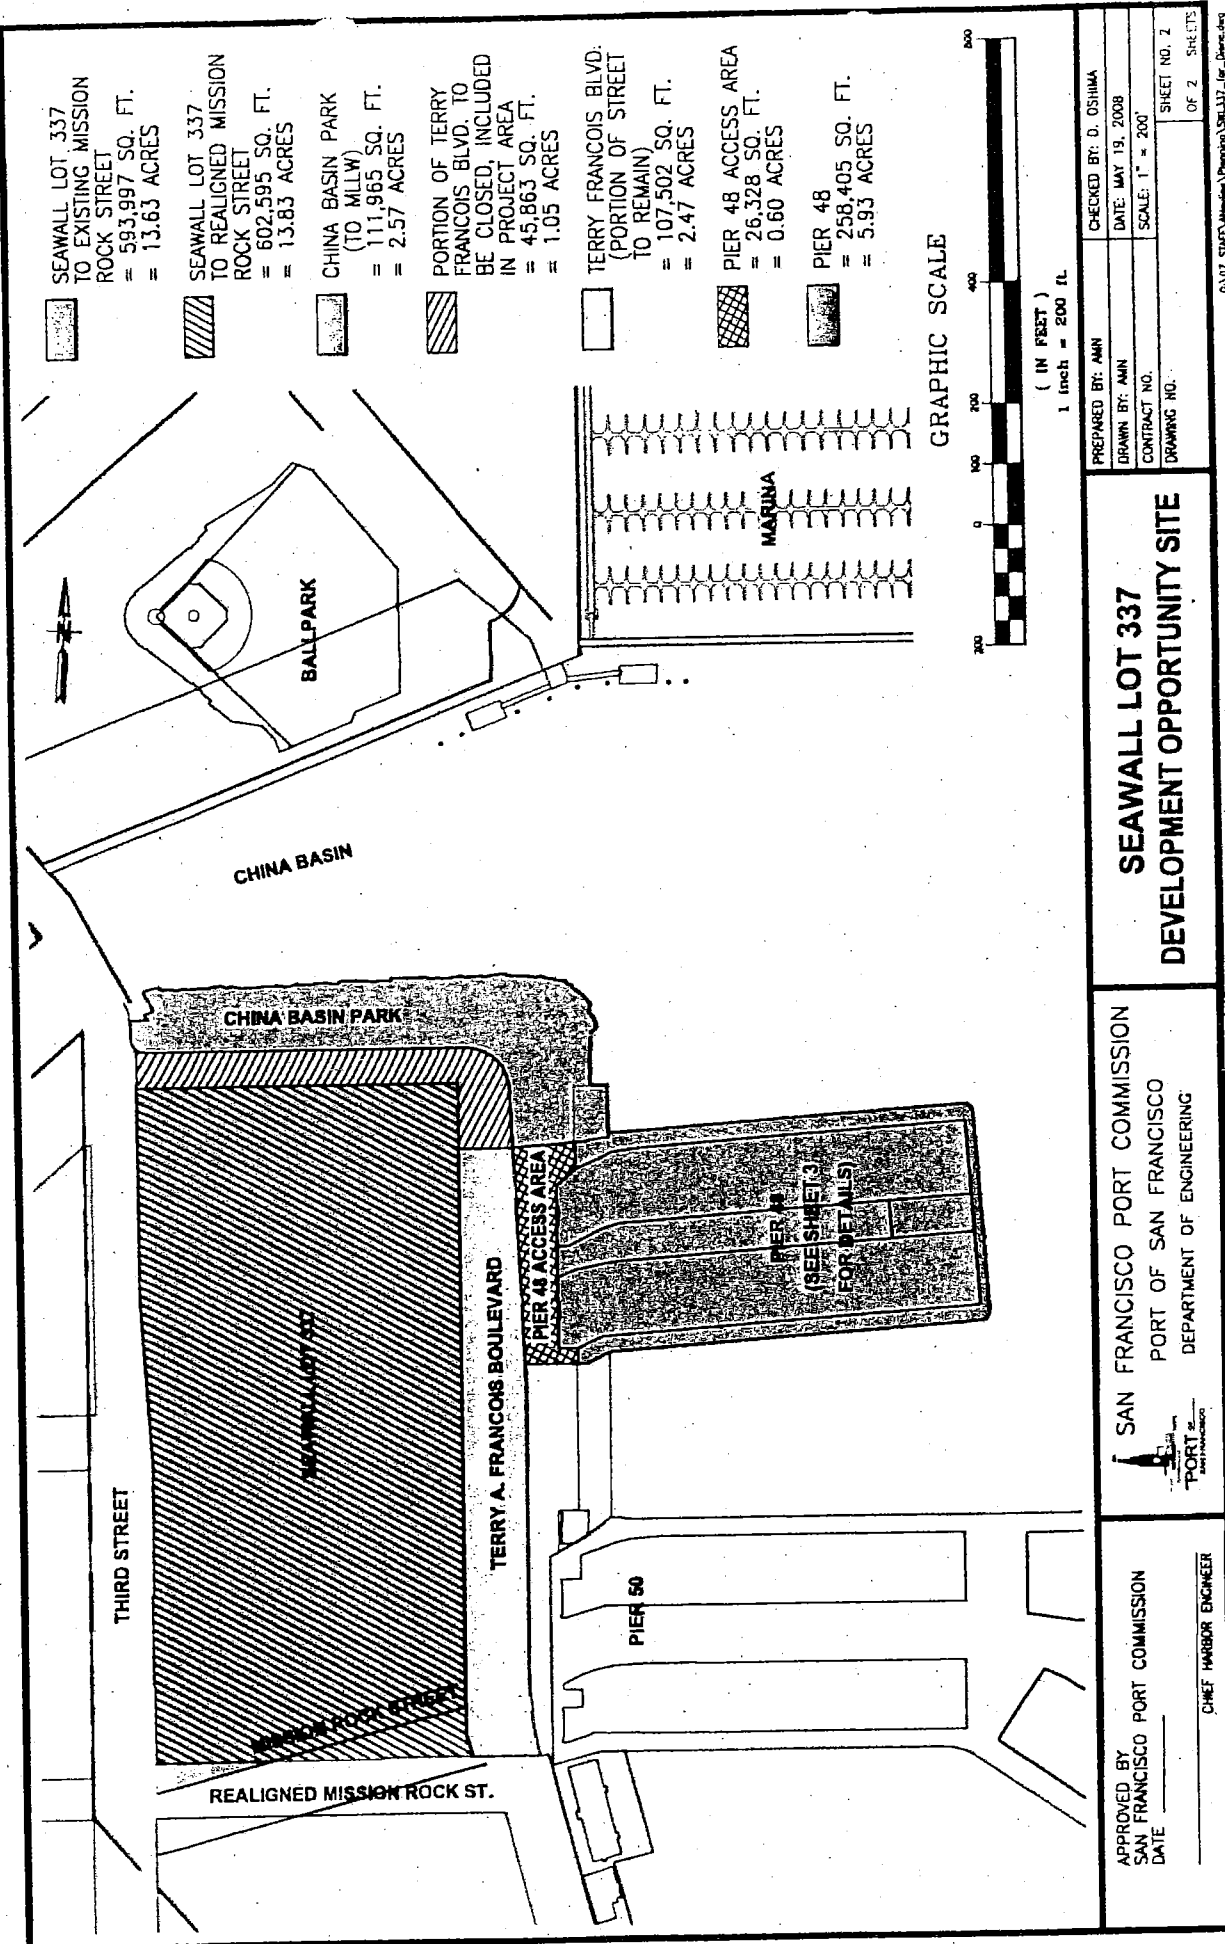 SEAWALL LOT 337
TO EXISTING MISSION
ROCK STREET
= 593,997 SQ. FT.
= 13.63 ACRES
SEAWALL LOT 337
TO REALIGNED MISSION
ROCK STREET
= 602,595 SQ. FT.
= 13.83 ACRES
CHINA BASIN PARK
(TO MLLW)
= 111,965 SQ. FT.
= 2.57 ACRES
PORTION OF TERRY
FRANCOIS BLVD. TO
BE CLOSED, INCLUDED
IN PROJECT AREA
= 45,863 SQ. FT.
= 1.05 ACRES
TERRY FRANCOIS BLVD.
(PORTION OF STREET
TO REMAIN)
= 107,502 SQ. FT.
= 2.47 ACRES
PIER 48 ACCESS AREA
= 26,328 SQ. FT.
= 0.60 ACRES
PIER 48
= 258,405 SQ. FT.
= 5.93 ACRES
GRAPHIC SCALE
200 0 100 200 400 800
( IN FEET )
1 inch = 200 ft.
BALLPARK
MARINA
CHINA BASIN
CHINA BASIN PARK
THIRD STREET
SEAWALL LOT 337
TERRY A. FRANCOIS BOULEVARD
PIER 48 ACCESS AREA
PIER 48
(SEE SHEET 3
FOR DETAILS)
PIER 50
MISSION ROCK STREET
REALIGNED MISSION ROCK ST.
APPROVED BY
SAN FRANCISCO PORT COMMISSION
DATE
CHIEF HARBOR ENGINEER
SAN FRANCISCO PORT COMMISSION
PORT OF SAN FRANCISCO
DEPARTMENT OF ENGINEERING
PORT OF
SAN FRANCISCO
SEAWALL LOT 337
DEVELOPMENT OPPORTUNITY SITE
PREPARED BY: AMN
CHECKED BY: D. OSHIMA
DRAWN BY: AMN
DATE: MAY 19, 2008
CONTRACT NO.
SCALE: 1" = 200'
DRAWING NO.
SHEET NO. 2
OF 2 SHEETS